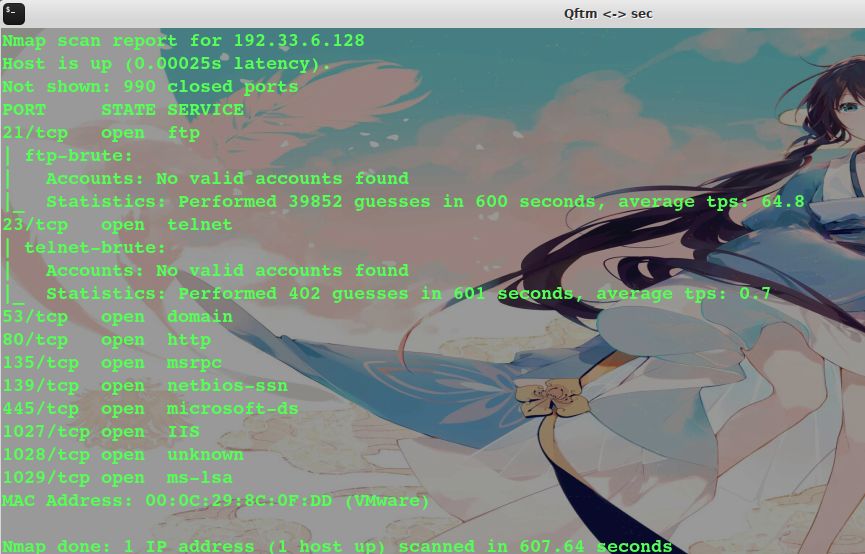 Qftm <-> sec
Nmap scan report for 192.33.6.128
Host is up (0.00025s latency).
Not shown: 990 closed ports
PORT     STATE SERVICE
21/tcp   open  ftp
| ftp-brute:
|   Accounts: No valid accounts found
|_  Statistics: Performed 39852 guesses in 600 seconds, average tps: 64.8
23/tcp   open  telnet
| telnet-brute:
|   Accounts: No valid accounts found
|_  Statistics: Performed 402 guesses in 601 seconds, average tps: 0.7
53/tcp   open  domain
80/tcp   open  http
135/tcp  open  msrpc
139/tcp  open  netbios-ssn
445/tcp  open  microsoft-ds
1027/tcp open  IIS
1028/tcp open  unknown
1029/tcp open  ms-lsa
MAC Address: 00:0C:29:8C:0F:DD (VMware)
Nmap done: 1 IP address (1 host up) scanned in 607.64 seconds